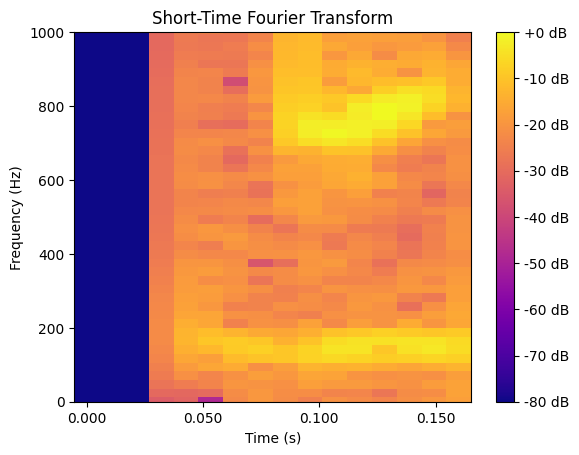 Short-Time Fourier Transform
1000
800
600
400
200
0
Frequency (Hz)
0.000
0.050
0.100
0.150
Time (s)
+0 dB
-10 dB
-20 dB
-30 dB
-40 dB
-50 dB
-60 dB
-70 dB
-80 dB